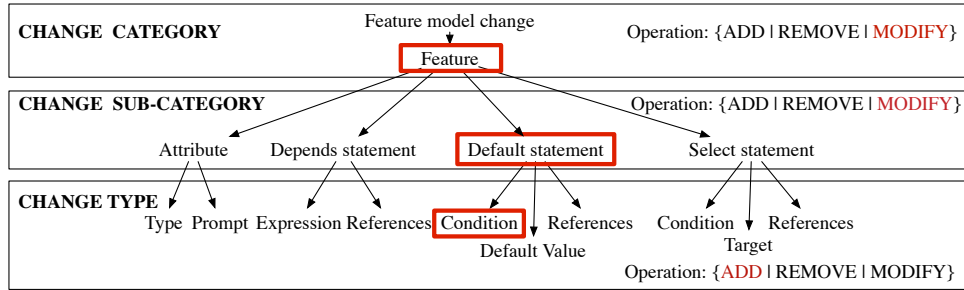 Feature model change
CHANGE CATEGORY Operation: {ADD | REMOVE | MODIFY}
Feature
CHANGE SUB-CATEGORY Operation: {ADD | REMOVE | MODIFY}
Attribute Depends statement Default statement Select statement
CHANGE TYPE
Type Prompt Expression References Condition References Condition References
Default Value Target
Operation: {ADD | REMOVE | MODIFY}